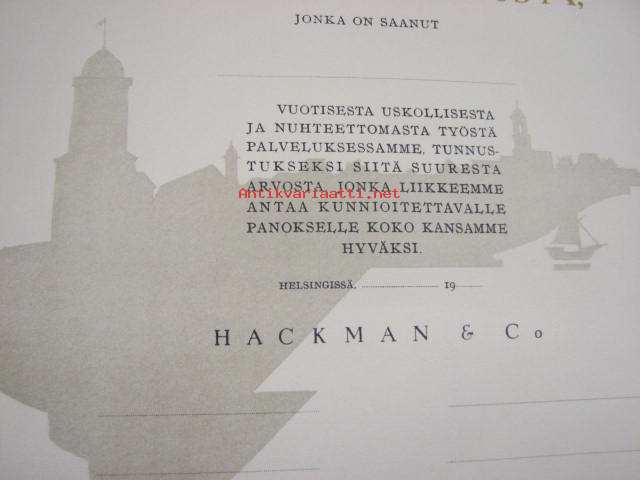 JONKA ON SAANUT
VUOTISESTA USKOLLISESTA
JA NUHTEETTOMASTA TYÖSTÄ
PALVELUKSESSAMME, TUNNUS-
TUKSEKSI SIITÄ SUURESTA
ARVOSTA, JONKA LIIKKEEMME
Antikvariaatti.net
ANTAA KUNNIOITETTAVALLE
PANOKSELLE KOKO KANSAMME
HYVÄKSI.
HELSINGISSÄ, 19
HACKMAN & Co